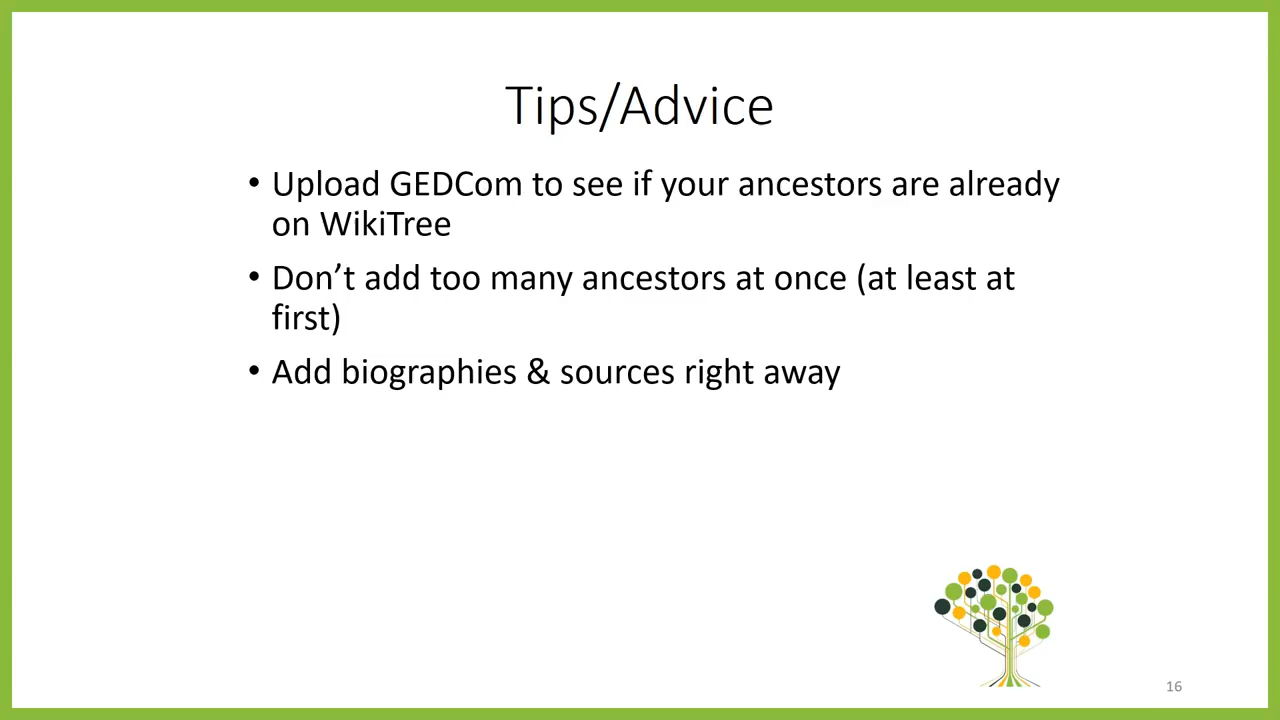 Tips/Advice
• Upload GEDCom to see if your ancestors are already
on WikiTree
• Don’t add too many ancestors at once (at least at
first)
• Add biographies & sources right away
16